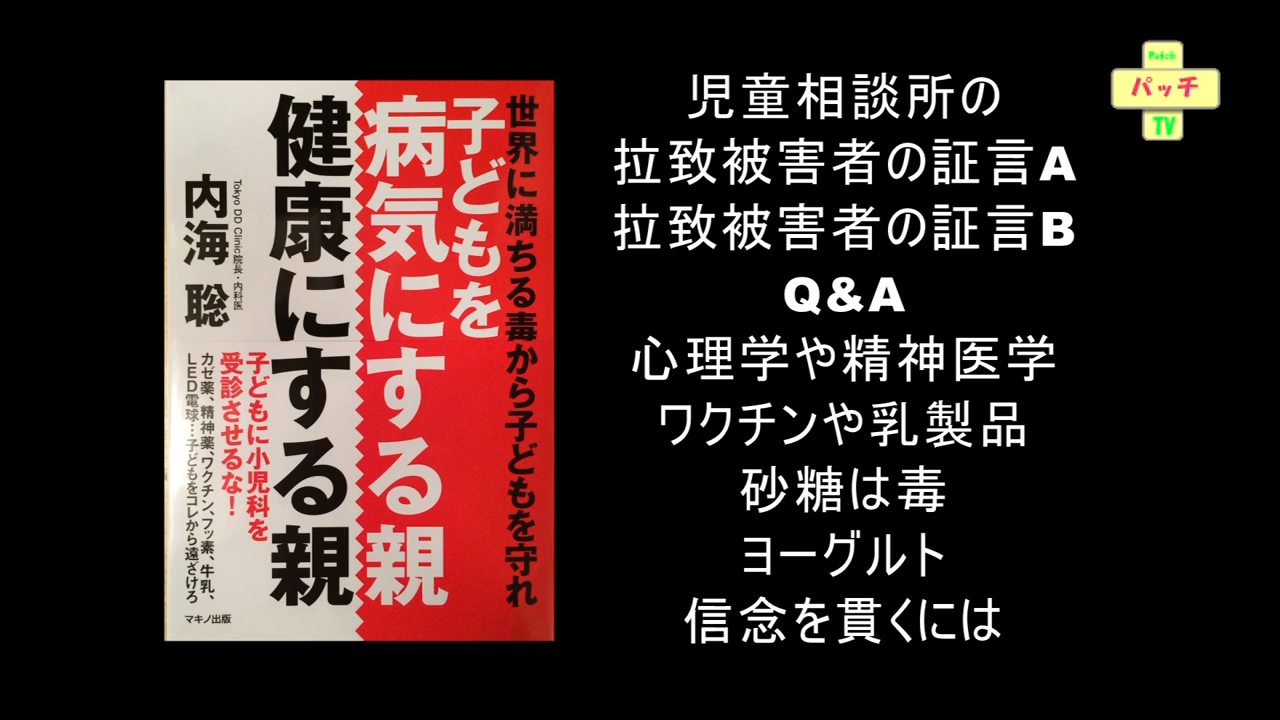 世界に満ちる毒から子どもを守れ
子どもを
病気にする親
健康にする親
Tokyo DD Clinic院長・内科医
内海 聡
子どもに小児科を
受診させるな!
カゼ薬、精神薬、ワクチン、フッ素、牛乳、
LED電球…子どもをコレから遠ざけろ
マキノ出版
児童相談所の
拉致被害者の証言A
拉致被害者の証言B
Q&A
心理学や精神医学
ワクチンや乳製品
砂糖は毒
ヨーグルト
信念を貫くには
Patch
パッチ
TV